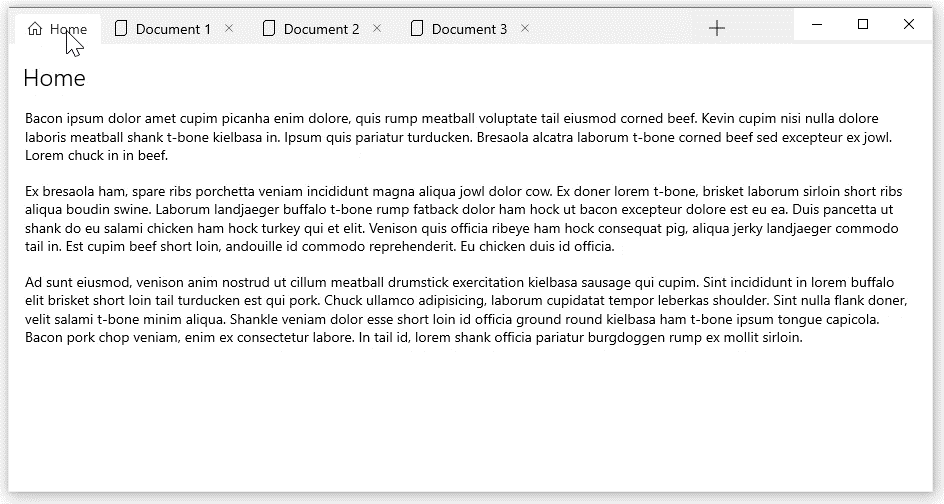 Home Document 1 Document 2 Document 3
Home
Bacon ipsum dolor amet cupim picanha enim dolore, quis rump meatball voluptate tail eiusmod corned beef. Kevin cupim nisi nulla dolore
laboris meatball shank t-bone kielbasa in. Ipsum quis pariatur turducken. Bresaola alcatra laborum t-bone corned beef sed excepteur ex jowl.
Lorem chuck in in beef.
Ex bresaola ham, spare ribs porchetta veniam incididunt magna aliqua jowl dolor cow. Ex doner lorem t-bone, brisket laborum sirloin short ribs
aliqua boudin swine. Laborum landjaeger buffalo t-bone rump fatback dolor ham hock ut bacon excepteur dolore est eu ea. Duis pancetta ut
shank do eu salami chicken ham hock turkey qui et elit. Venison quis officia ribeye ham hock consequat pig, aliqua jerky landjaeger commodo
tail in. Est cupim beef short loin, andouille id commodo reprehenderit. Eu chicken duis id officia.
Ad sunt eiusmod, venison anim nostrud ut cillum meatball drumstick exercitation kielbasa sausage qui cupim. Sint incididunt in lorem buffalo
elit brisket short loin tail turducken est qui pork. Chuck ullamco adipisicing, laborum cupidatat tempor leberkas shoulder. Sint nulla flank doner,
velit salami t-bone minim aliqua. Shankle veniam dolor esse short loin id officia ground round kielbasa ham t-bone ipsum tongue capicola.
Bacon pork chop veniam, enim ex consectetur labore. In tail id, lorem shank officia pariatur burgdoggen rump ex mollit sirloin.